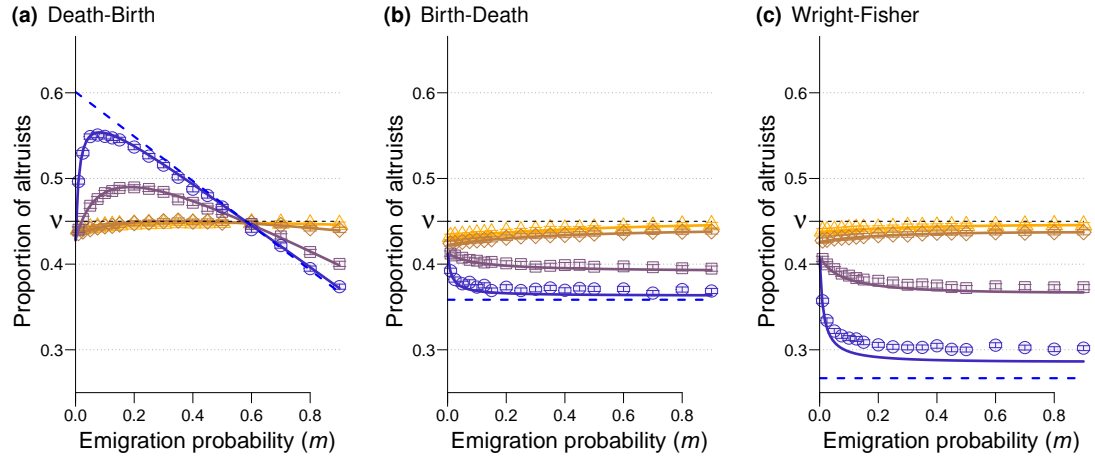 (a) Death-Birth
Proportion of altruists
0.6
0.5
ν
0.4
0.3
0.0 0.2 0.4 0.6 0.8
Emigration probability (m)
(b) Birth-Death
Proportion of altruists
0.6
0.5
ν
0.4
0.3
0.0 0.2 0.4 0.6 0.8
Emigration probability (m)
(c) Wright-Fisher
Proportion of altruists
0.6
0.5
ν
0.4
0.3
0.0 0.2 0.4 0.6 0.8
Emigration probability (m)